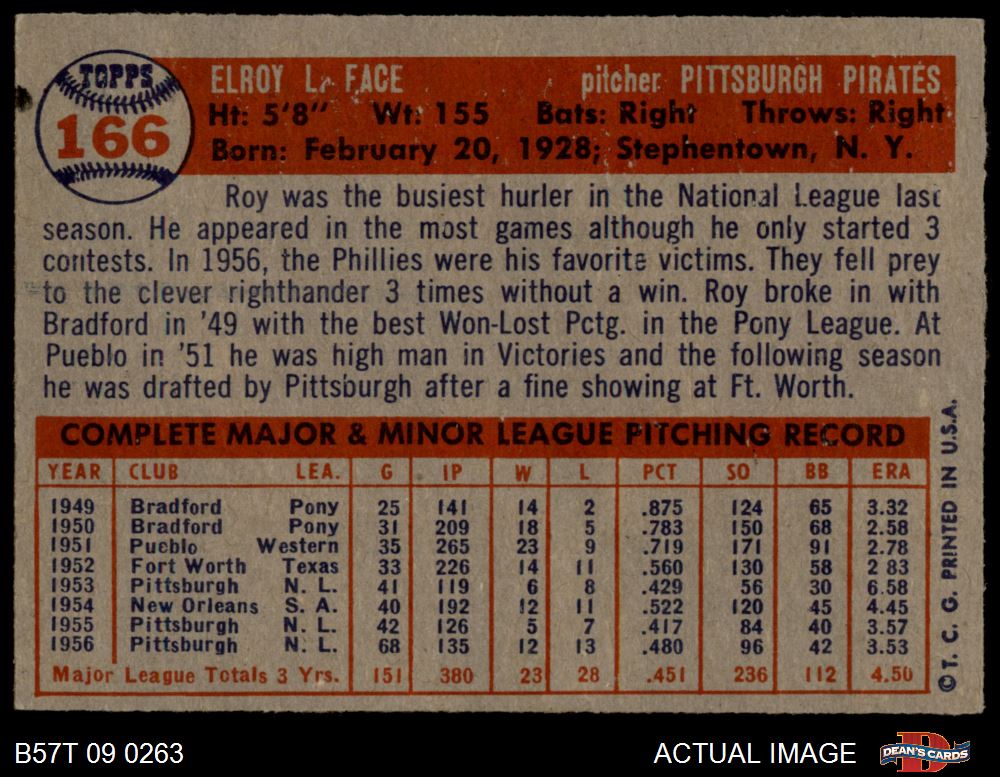 TOPPS
166
ELROY L. FACE pitcher PITTSBURGH PIRATES
Ht: 5'8" Wt: 155 Bats: Right Throws: Right
Born: February 20, 1928; Stephentown, N. Y.
Roy was the busiest hurler in the National League last
season. He appeared in the most games although he only started 3
contests. In 1956, the Phillies were his favorite victims. They fell prey
to the clever righthander 3 times without a win. Roy broke in with
Bradford in '49 with the best Won-Lost Pctg. in the Pony League. At
Pueblo in '51 he was high man in Victories and the following season
he was drafted by Pittsburgh after a fine showing at Ft. Worth.
COMPLETE MAJOR & MINOR LEAGUE PITCHING RECORD
YEAR CLUB LEA. G IP W L PCT SO BB ERA
1949 Bradford Pony 25 141 14 2 .875 124 65 3.32
1950 Bradford Pony 31 209 18 5 .783 150 68 2.58
1951 Pueblo Western 35 265 23 9 .719 171 91 2.78
1952 Fort Worth Texas 33 226 14 11 .560 130 58 2 83
1953 Pittsburgh N. L. 41 119 6 8 .429 56 30 6.58
1954 New Orleans S. A. 40 192 12 11 .522 120 45 4.45
1955 Pittsburgh N. L. 42 126 5 7 .417 84 40 3.57
1956 Pittsburgh N. L. 68 135 12 13 .480 96 42 3.53
Major League Totals 3 Yrs. 151 380 23 28 .451 236 112 4.50
© T. C. G. PRINTED IN U.S.A.
B57T 09 0263 ACTUAL IMAGE
DEAN'S CARDS